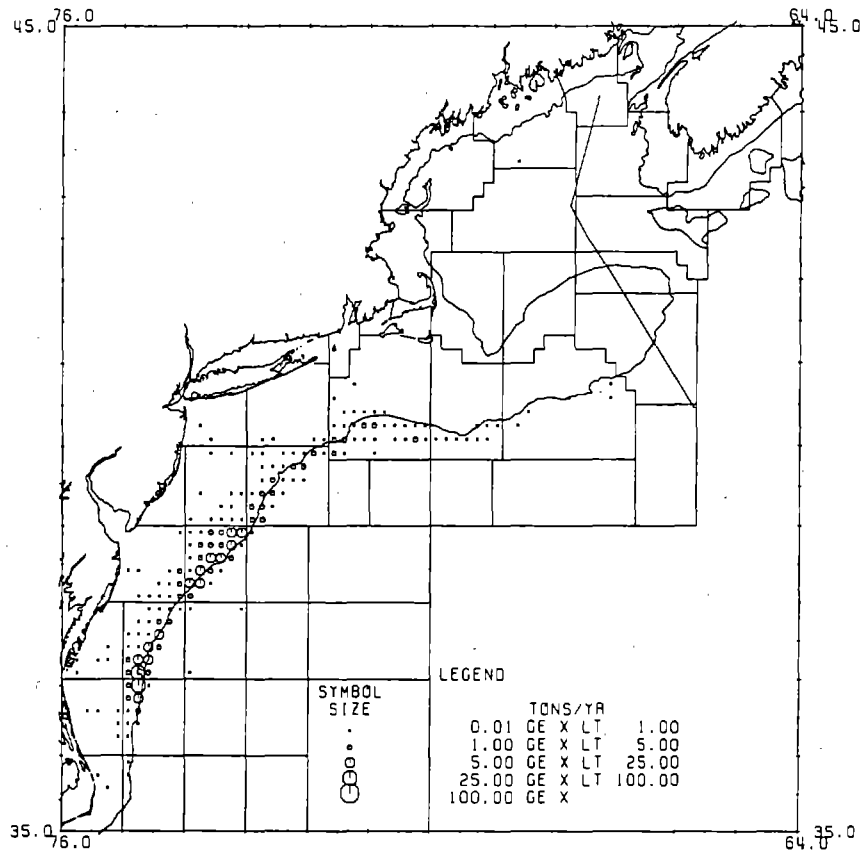 76.0 64.0
45.0 45.0
LEGEND
SYMBOL
SIZE
TONS/YR
0.01 GE X LT 1.00
1.00 GE X LT 5.00
5.00 GE X LT 25.00
25.00 GE X LT 100.00
100.00 GE X
35.0 35.0
76.0 64.0